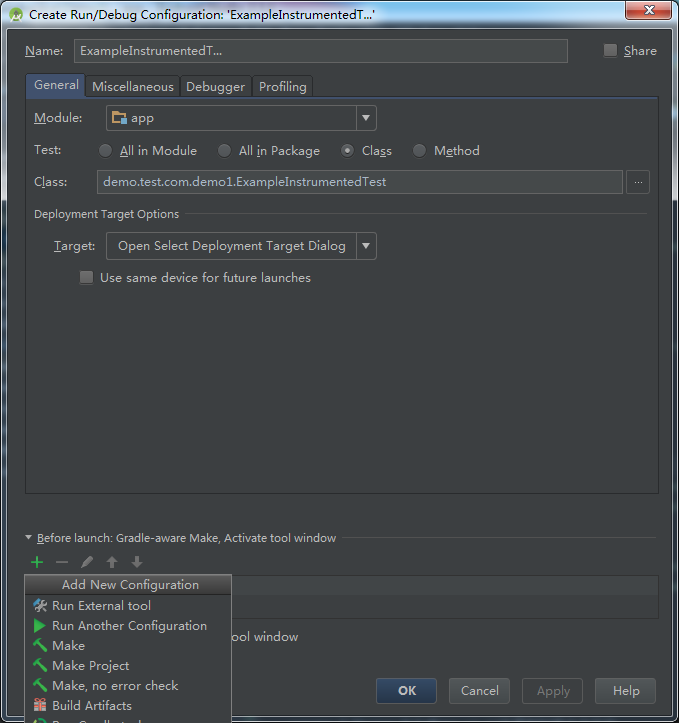 Create Run/Debug Configuration: 'ExampleInstrumentedT...'
Name: ExampleInstrumentedT... Share
General Miscellaneous Debugger Profiling
Module: app
Test: All in Module All in Package Class Method
Class: demo.test.com.demo1.ExampleInstrumentedTest ...
Deployment Target Options
Target: Open Select Deployment Target Dialog
Use same device for future launches
Before launch: Gradle-aware Make, Activate tool window
Add New Configuration
Run External tool
Run Another Configuration
Make
ool window
Make Project
Make, no error check
Build Artifacts
OK Cancel Apply Help